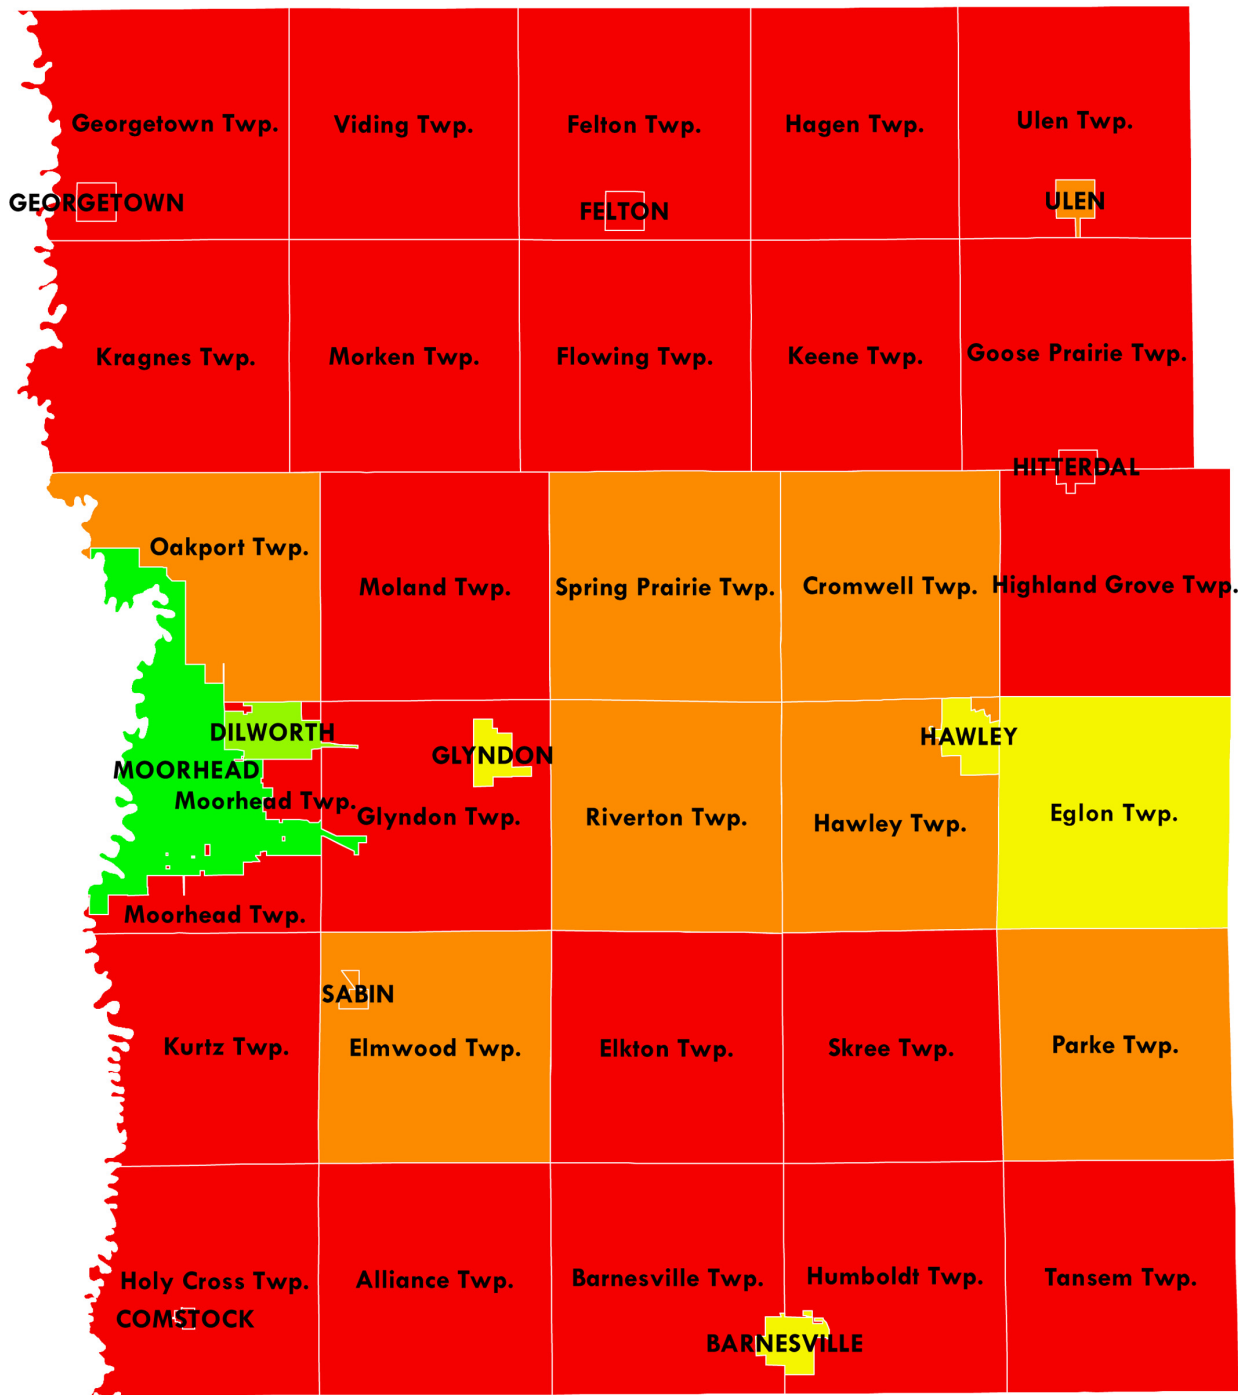 Georgetown Twp.
Viding Twp.
Felton Twp.
Hagen Twp.
Ulen Twp.
GEORGETOWN
FELTON
ULEN
Kragnes Twp.
Morken Twp.
Flowing Twp.
Keene Twp.
Goose Prairie Twp.
HITTERDAL
Oakport Twp.
Moland Twp.
Spring Prairie Twp.
Cromwell Twp.
Highland Grove Twp.
DILWORTH
GLYNDON
HAWLEY
MOORHEAD
Moorhead Twp.
Glyndon Twp.
Riverton Twp.
Hawley Twp.
Eglon Twp.
Moorhead Twp.
SABIN
Kurtz Twp.
Elmwood Twp.
Elkton Twp.
Skree Twp.
Parke Twp.
Holy Cross Twp.
Alliance Twp.
Barnesville Twp.
Humboldt Twp.
Tansem Twp.
COMSTOCK
BARNESVILLE